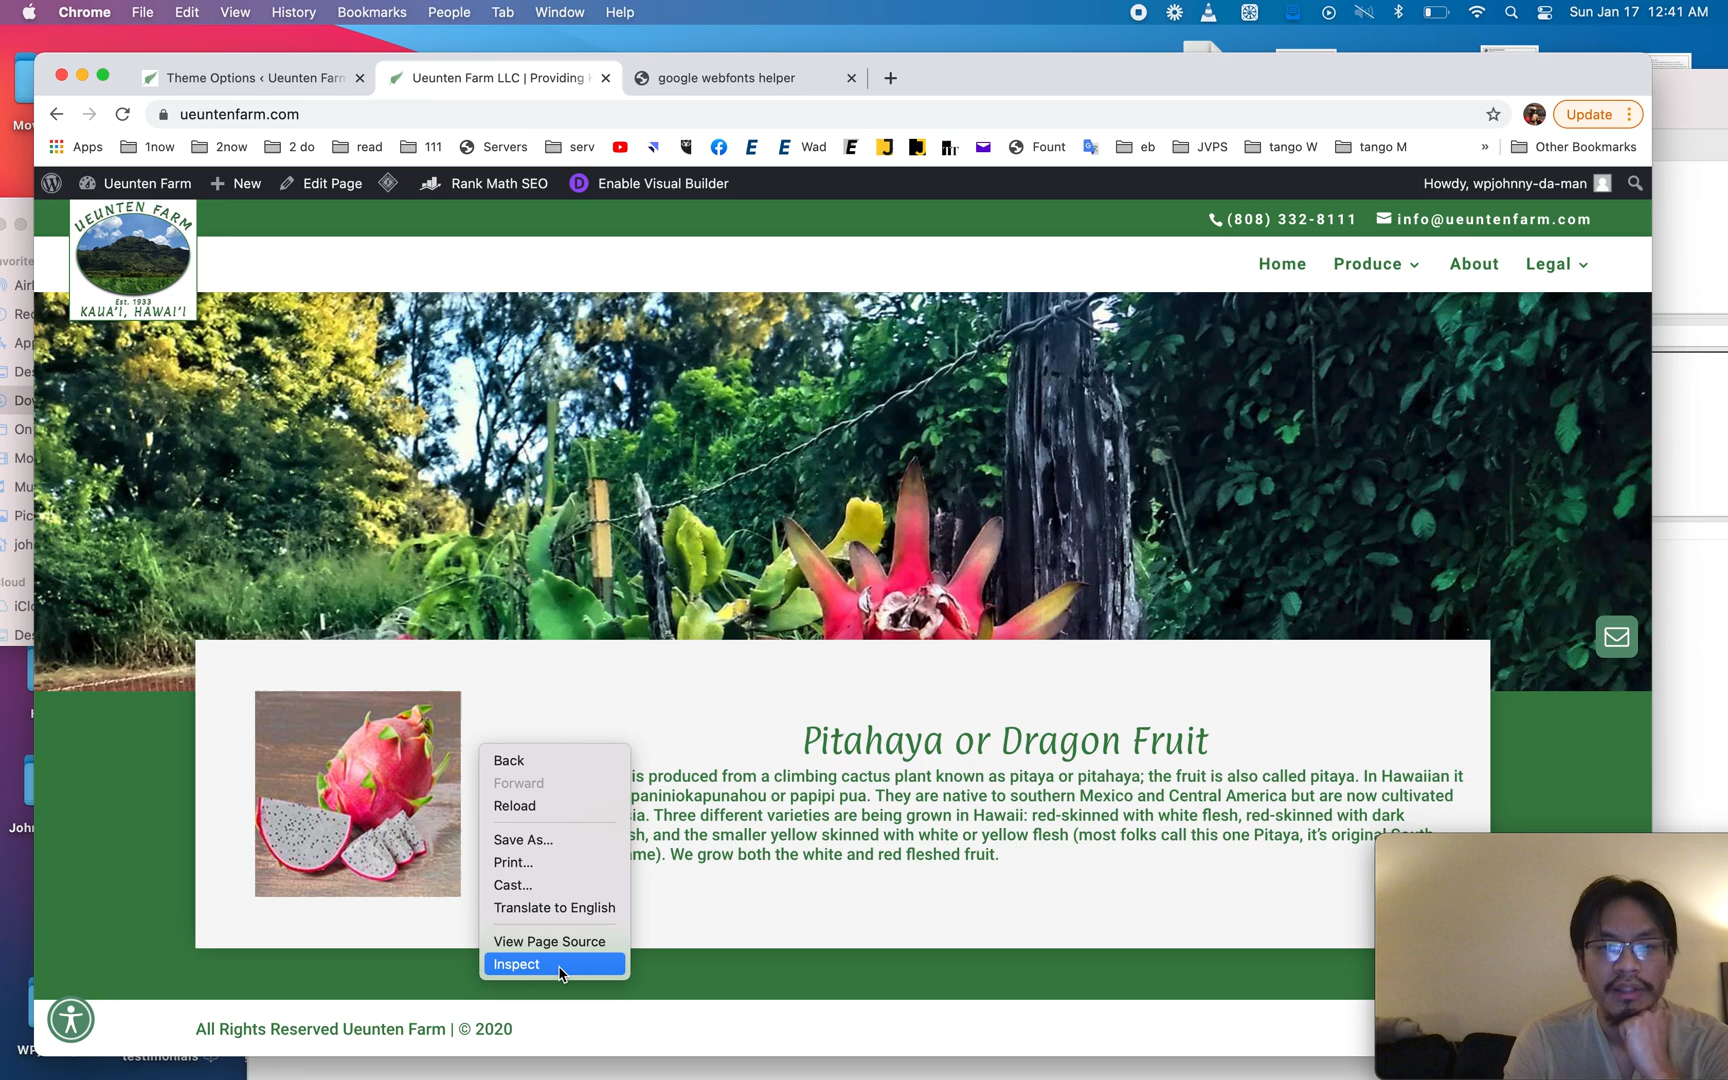 Chrome File Edit View History Bookmarks People Tab Window Help Sun Jan 17 12:41 AM
Theme Options ‹ Ueunten Farm
Ueunten Farm LLC | Providing
google webfonts helper
ueuntenfarm.com
Update
Apps 1now 2now 2 do read 111 Servers serv Wad Fount eb JVPS tango W tango M » Other Bookmarks
Ueunten Farm New Edit Page Rank Math SEO Enable Visual Builder Howdy, wpjohnny-da-man
UEUNTEN FARM
Est. 1933
KAUA'I, HAWAI'I
(808) 332-8111 info@ueuntenfarm.com
Home Produce About Legal
Pitahaya or Dragon Fruit
is produced from a climbing cactus plant known as pitaya or pitahaya; the fruit is also called pitaya. In Hawaiian it
paniniokapunahou or papipi pua. They are native to southern Mexico and Central America but are now cultivated
ia. Three different varieties are being grown in Hawaii: red-skinned with white flesh, red-skinned with dark
sh, and the smaller yellow skinned with white or yellow flesh (most folks call this one Pitaya, it's original South
me). We grow both the white and red fleshed fruit.
Back
Forward
Reload
Save As...
Print...
Cast...
Translate to English
View Page Source
Inspect
All Rights Reserved Ueunten Farm | © 2020